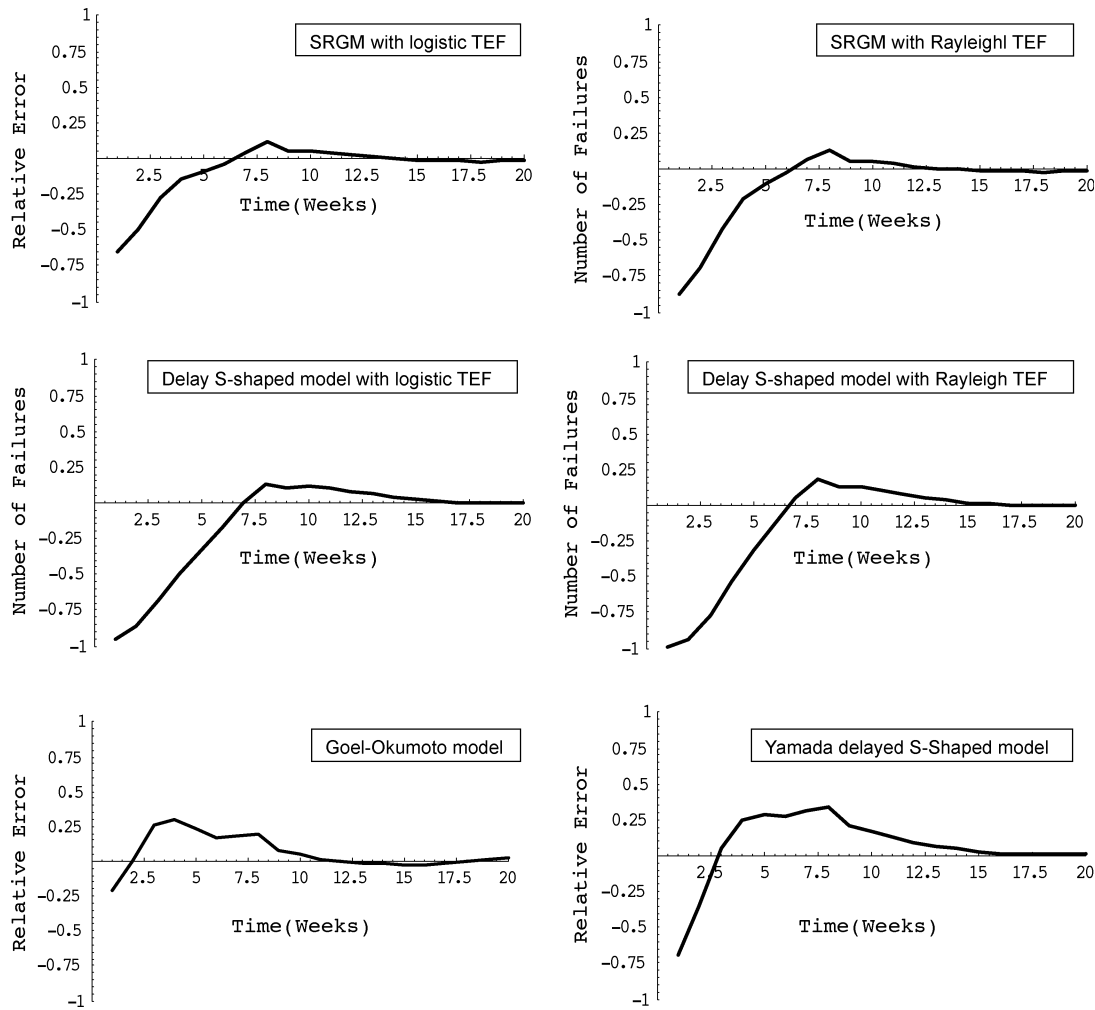 SRGM with logistic TEF
1
0.75
0.5
0.25
-0.25
-0.5
-0.75
-1
2.5 5 7.5 10 12.5 15 17.5 20
Relative Error
Time(Weeks)
SRGM with Rayleighl TEF
1
0.75
0.5
0.25
-0.25
-0.5
-0.75
-1
2.5 5 7.5 10 12.5 15 17.5 20
Number of Failures
Time(Weeks)
Delay S-shaped model with logistic TEF
1
0.75
0.5
0.25
-0.25
-0.5
-0.75
-1
2.5 5 7.5 10 12.5 15 17.5 20
Number of Failures
Time(Weeks)
Delay S-shaped model with Rayleigh TEF
1
0.75
0.5
0.25
-0.25
-0.5
-0.75
-1
2.5 5 7.5 10 12.5 15 17.5 20
Number of Failures
Time(Weeks)
Goel-Okumoto model
1
0.75
0.5
0.25
-0.25
-0.5
-0.75
-1
2.5 5 7.5 10 12.5 15 17.5 20
Relative Error
Time(Weeks)
Yamada delayed S-Shaped model
1
0.75
0.5
0.25
-0.25
-0.5
-0.75
-1
2.5 5 7.5 10 12.5 15 17.5 20
Relative Error
Time(Weeks)